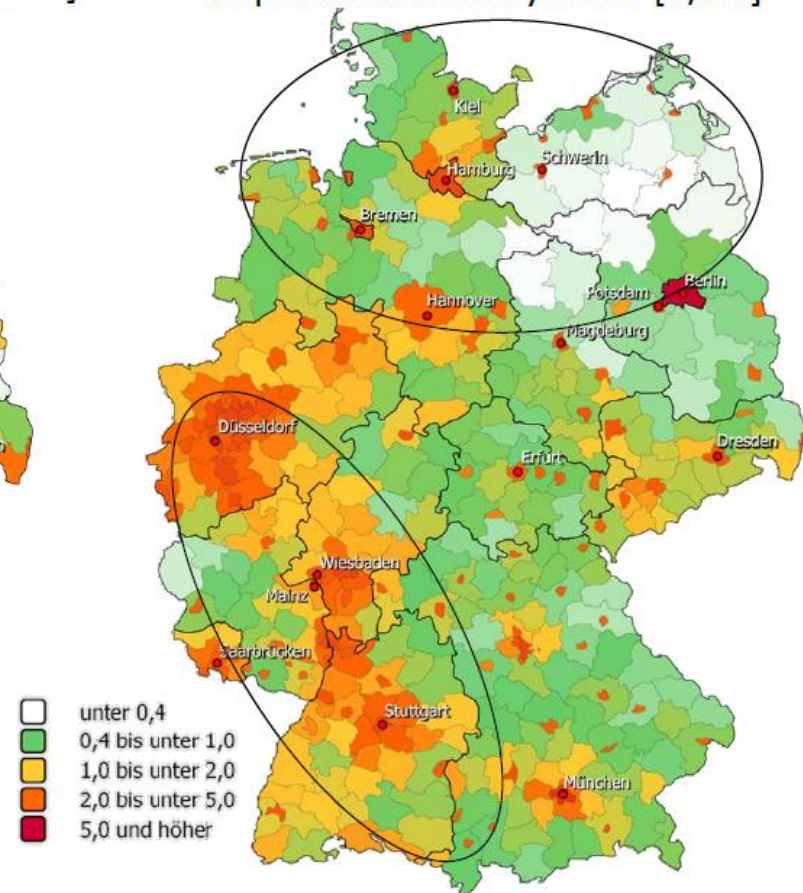 Kiel
Schwerin
Hamburg
Bremen
Berlin
Potsdam
Hannover
Magdeburg
Düsseldorf
Dresden
Erfurt
Wiesbaden
Mainz
Saarbrücken
Stuttgart
München
unter 0,4
0,4 bis unter 1,0
1,0 bis unter 2,0
2,0 bis unter 5,0
5,0 und höher